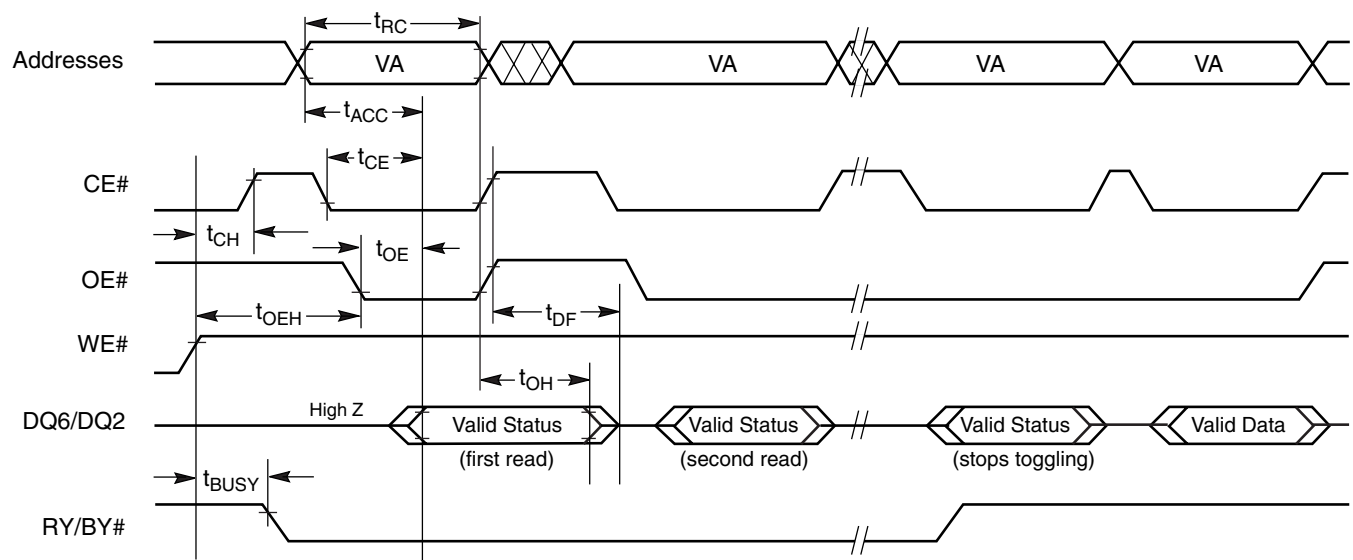 tRC
Addresses VA VA VA VA
tACC
tCE
CE#
tCH tOE
OE#
tOEH tDF
WE#
tOH
High Z
DQ6/DQ2 Valid Status Valid Status Valid Status Valid Data
(first read) (second read) (stops toggling)
tBUSY
RY/BY#